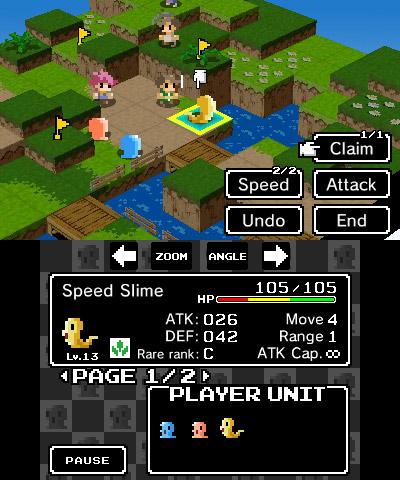 1/1
Claim
2/2
Speed
Attack
Undo
End
ZOOM
ANGLE
Speed Slime
105/105
HP
ATK: 026
Move 4
DEF: 042
Range 1
Lv.13
Rare rank: C
ATK Cap. ∞
PAGE 1/2
PLAYER UNIT
PAUSE